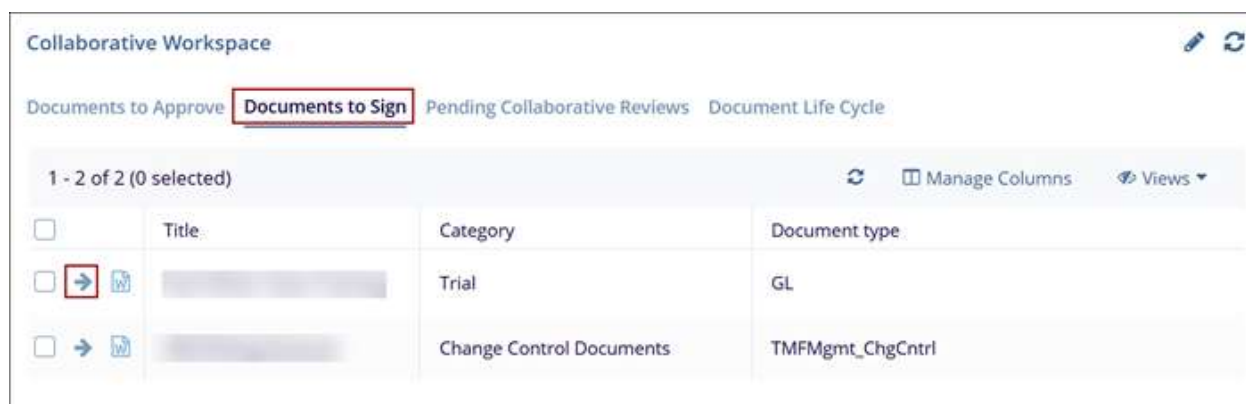 Collaborative Workspace
Documents to Approve Documents to Sign Pending Collaborative Reviews Document Life Cycle
1 - 2 of 2 (0 selected) Manage Columns Views
Title Category Document type
W Trial GL
W Change Control Documents TMFMgmt_ChgCntrl